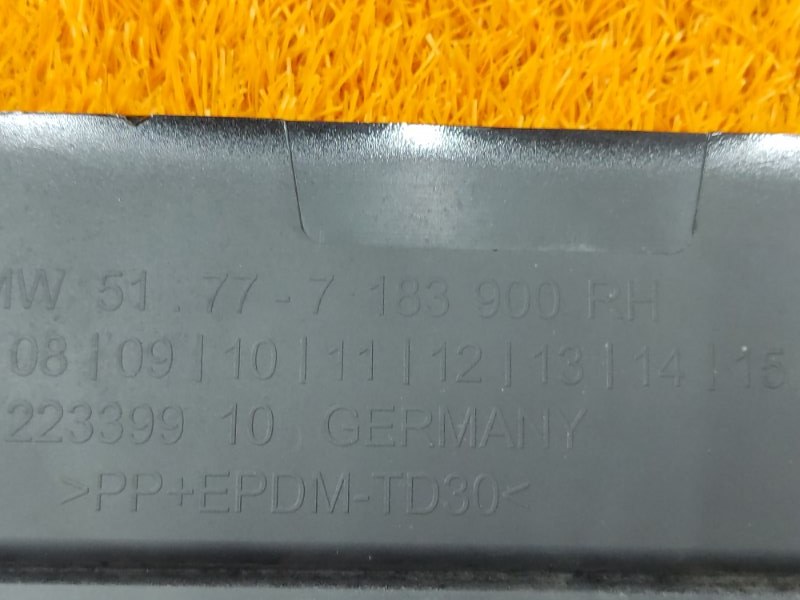 MW 51.77-7 183 900 RH
08|09|10|11|12|13|14|15
223399 10 GERMANY
>PP+EPDM-TD30<